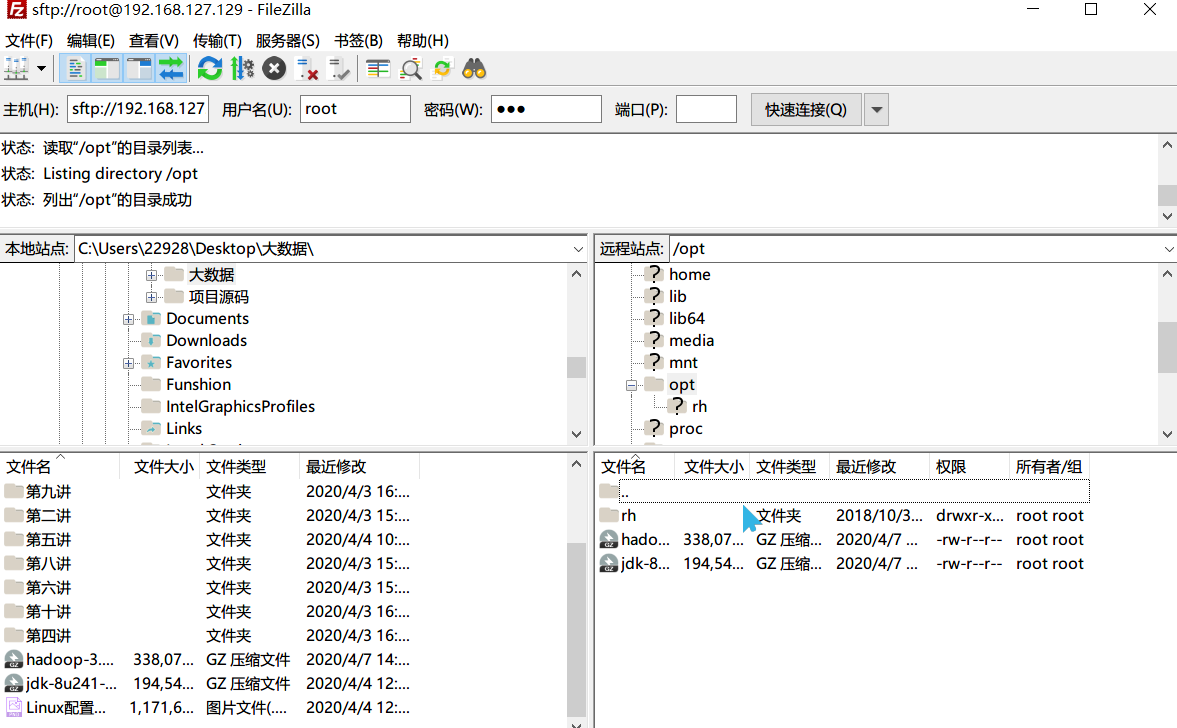 sftp://root@192.168.127.129 - FileZilla
文件(F) 编辑(E) 查看(V) 传输(T) 服务器(S) 书签(B) 帮助(H)
主机(H): sftp://192.168.127 用户名(U): root 密码(W): ●●● 端口(P): 快速连接(Q)
状态: 读取“/opt”的目录列表...
状态: Listing directory /opt
状态: 列出“/opt”的目录成功
本地站点: C:\Users\22928\Desktop\大数据\
大数据
项目源码
Documents
Downloads
Favorites
Funshion
IntelGraphicsProfiles
Links
远程站点: /opt
home
lib
lib64
media
mnt
opt
rh
proc
文件名 文件大小 文件类型 最近修改
第九讲 文件夹 2020/4/3 16:...
第二讲 文件夹 2020/4/3 15:...
第五讲 文件夹 2020/4/4 10:...
第八讲 文件夹 2020/4/3 15:...
第六讲 文件夹 2020/4/3 15:...
第十讲 文件夹 2020/4/3 16:...
第四讲 文件夹 2020/4/3 15:...
hadoop-3.... 338,07... GZ 压缩文件 2020/4/7 14:...
jdk-8u241-... 194,54... GZ 压缩文件 2020/4/4 12:...
Linux配置... 1,171,6... 图片文件(.... 2020/4/4 12:...
文件名 文件大小 文件类型 最近修改 权限 所有者/组
..
rh 文件夹 2018/10/3... drwxr-x... root root
hado... 338,07... GZ 压缩... 2020/4/7 ... -rw-r--r-- root root
jdk-8... 194,54... GZ 压缩... 2020/4/7 ... -rw-r--r-- root root